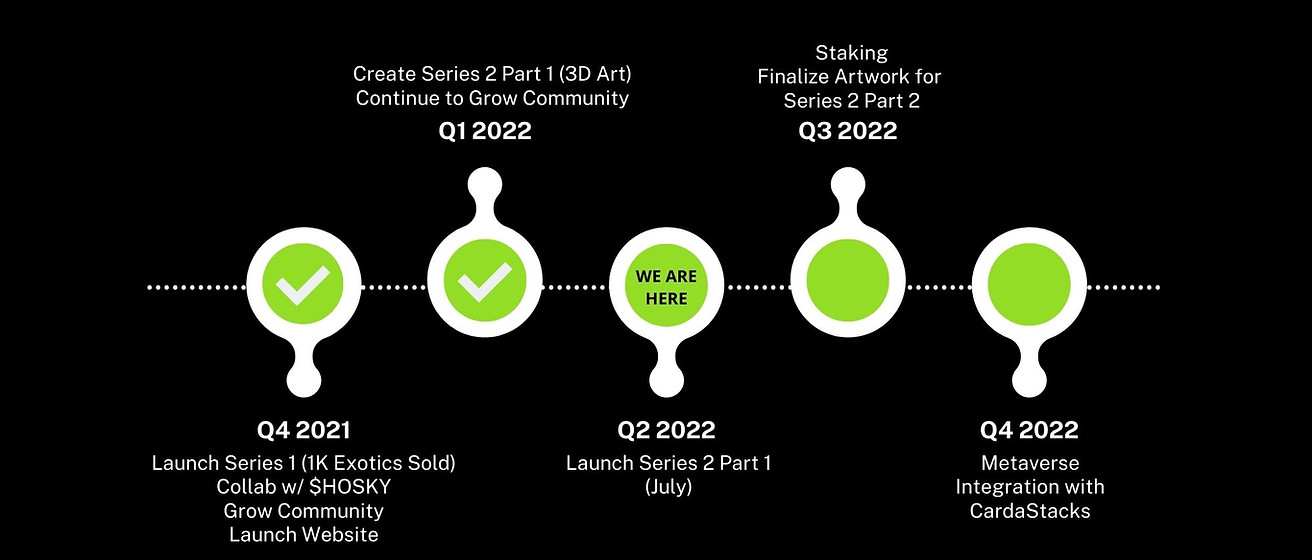 Launch Series 1 (1K Exotics Sold)
Collab w/ $HOSKY
Grow Community
Launch Website
Q4 2021
Create Series 2 Part 1 (3D Art)
Continue to Grow Community
Q1 2022
WE ARE
HERE
Q2 2022
Launch Series 2 Part 1
(July)
Staking
Finalize Artwork for
Series 2 Part 2
Q3 2022
Q4 2022
Metaverse
Integration with
CardaStacks